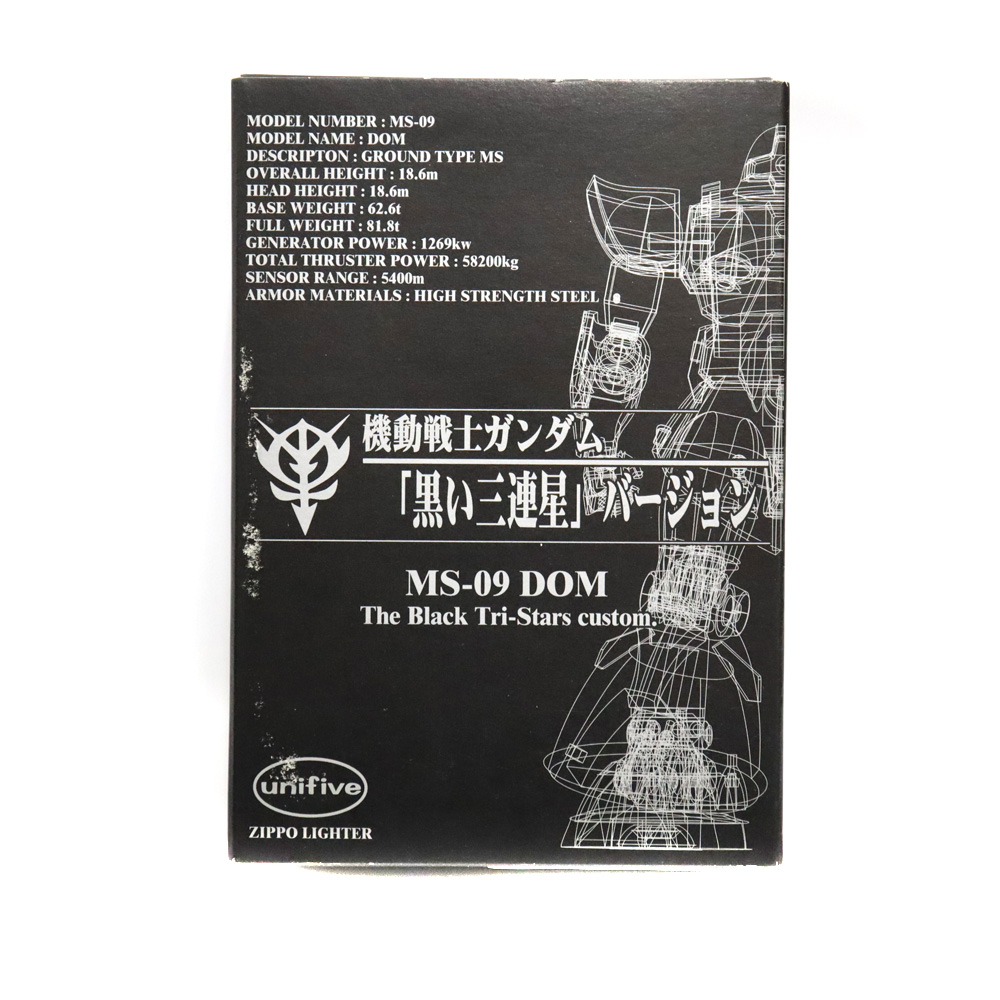 MODEL NUMBER : MS-09
MODEL NAME : DOM
DESCRIPTON : GROUND TYPE MS
OVERALL HEIGHT : 18.6m
HEAD HEIGHT : 18.6m
BASE WEIGHT : 62.6t
FULL WEIGHT : 81.8t
GENERATOR POWER : 1269kw
TOTAL THRUSTER POWER : 58200kg
SENSOR RANGE : 5400m
ARMOR MATERIALS : HIGH STRENGTH STEEL
機動戦士ガンダム
「黒い三連星」バージョン
MS-09 DOM
The Black Tri-Stars custom.
unifive
ZIPPO LIGHTER